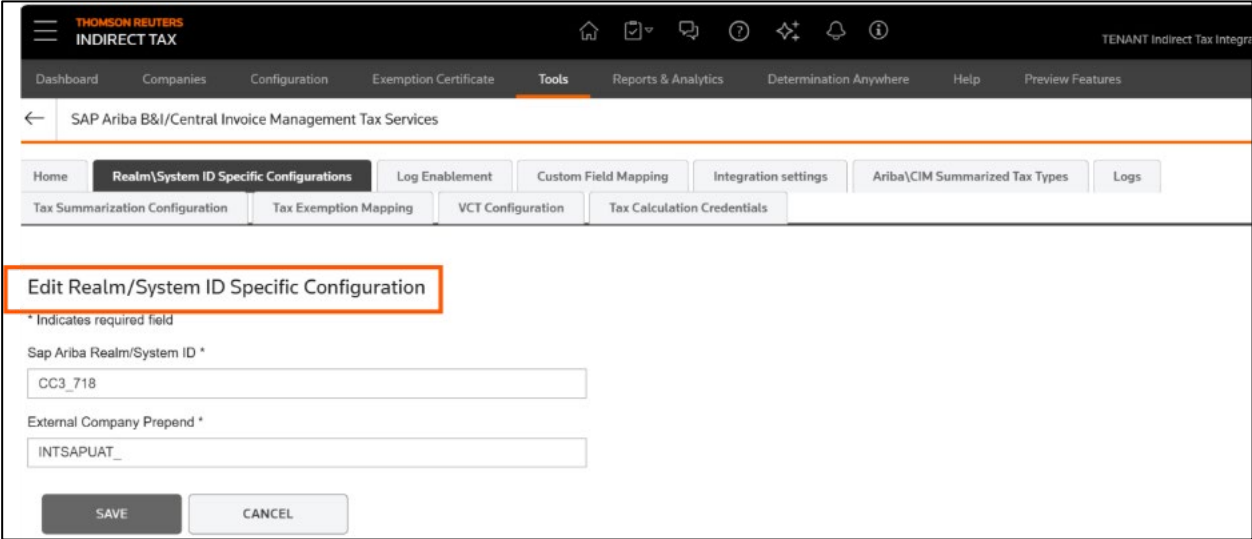 THOMSON REUTERS
INDIRECT TAX
TENANT Indirect Tax Integra
Dashboard Companies Configuration Exemption Certificate Tools Reports & Analytics Determination Anywhere Help Preview Features
SAP Ariba B&I/Central Invoice Management Tax Services
Home Realm\System ID Specific Configurations Log Enablement Custom Field Mapping Integration settings Ariba\CIM Summarized Tax Types Logs
Tax Summarization Configuration Tax Exemption Mapping VCT Configuration Tax Calculation Credentials
Edit Realm/System ID Specific Configuration
* Indicates required field
Sap Ariba Realm/System ID *
CC3_718
External Company Prepend *
INTSAPUAT_
SAVE CANCEL